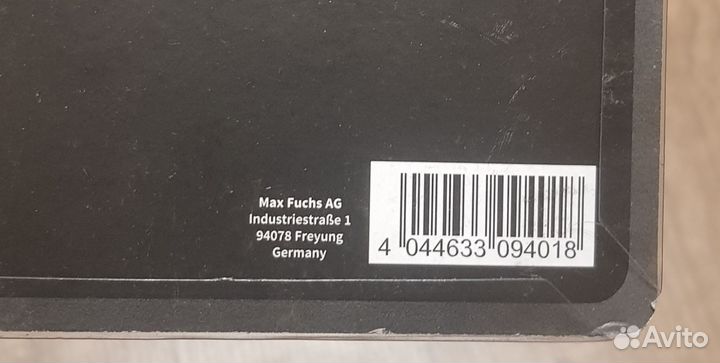 Max Fuchs AG
Industriestraße 1
94078 Freyung
Germany
4 044633 094018
Avito